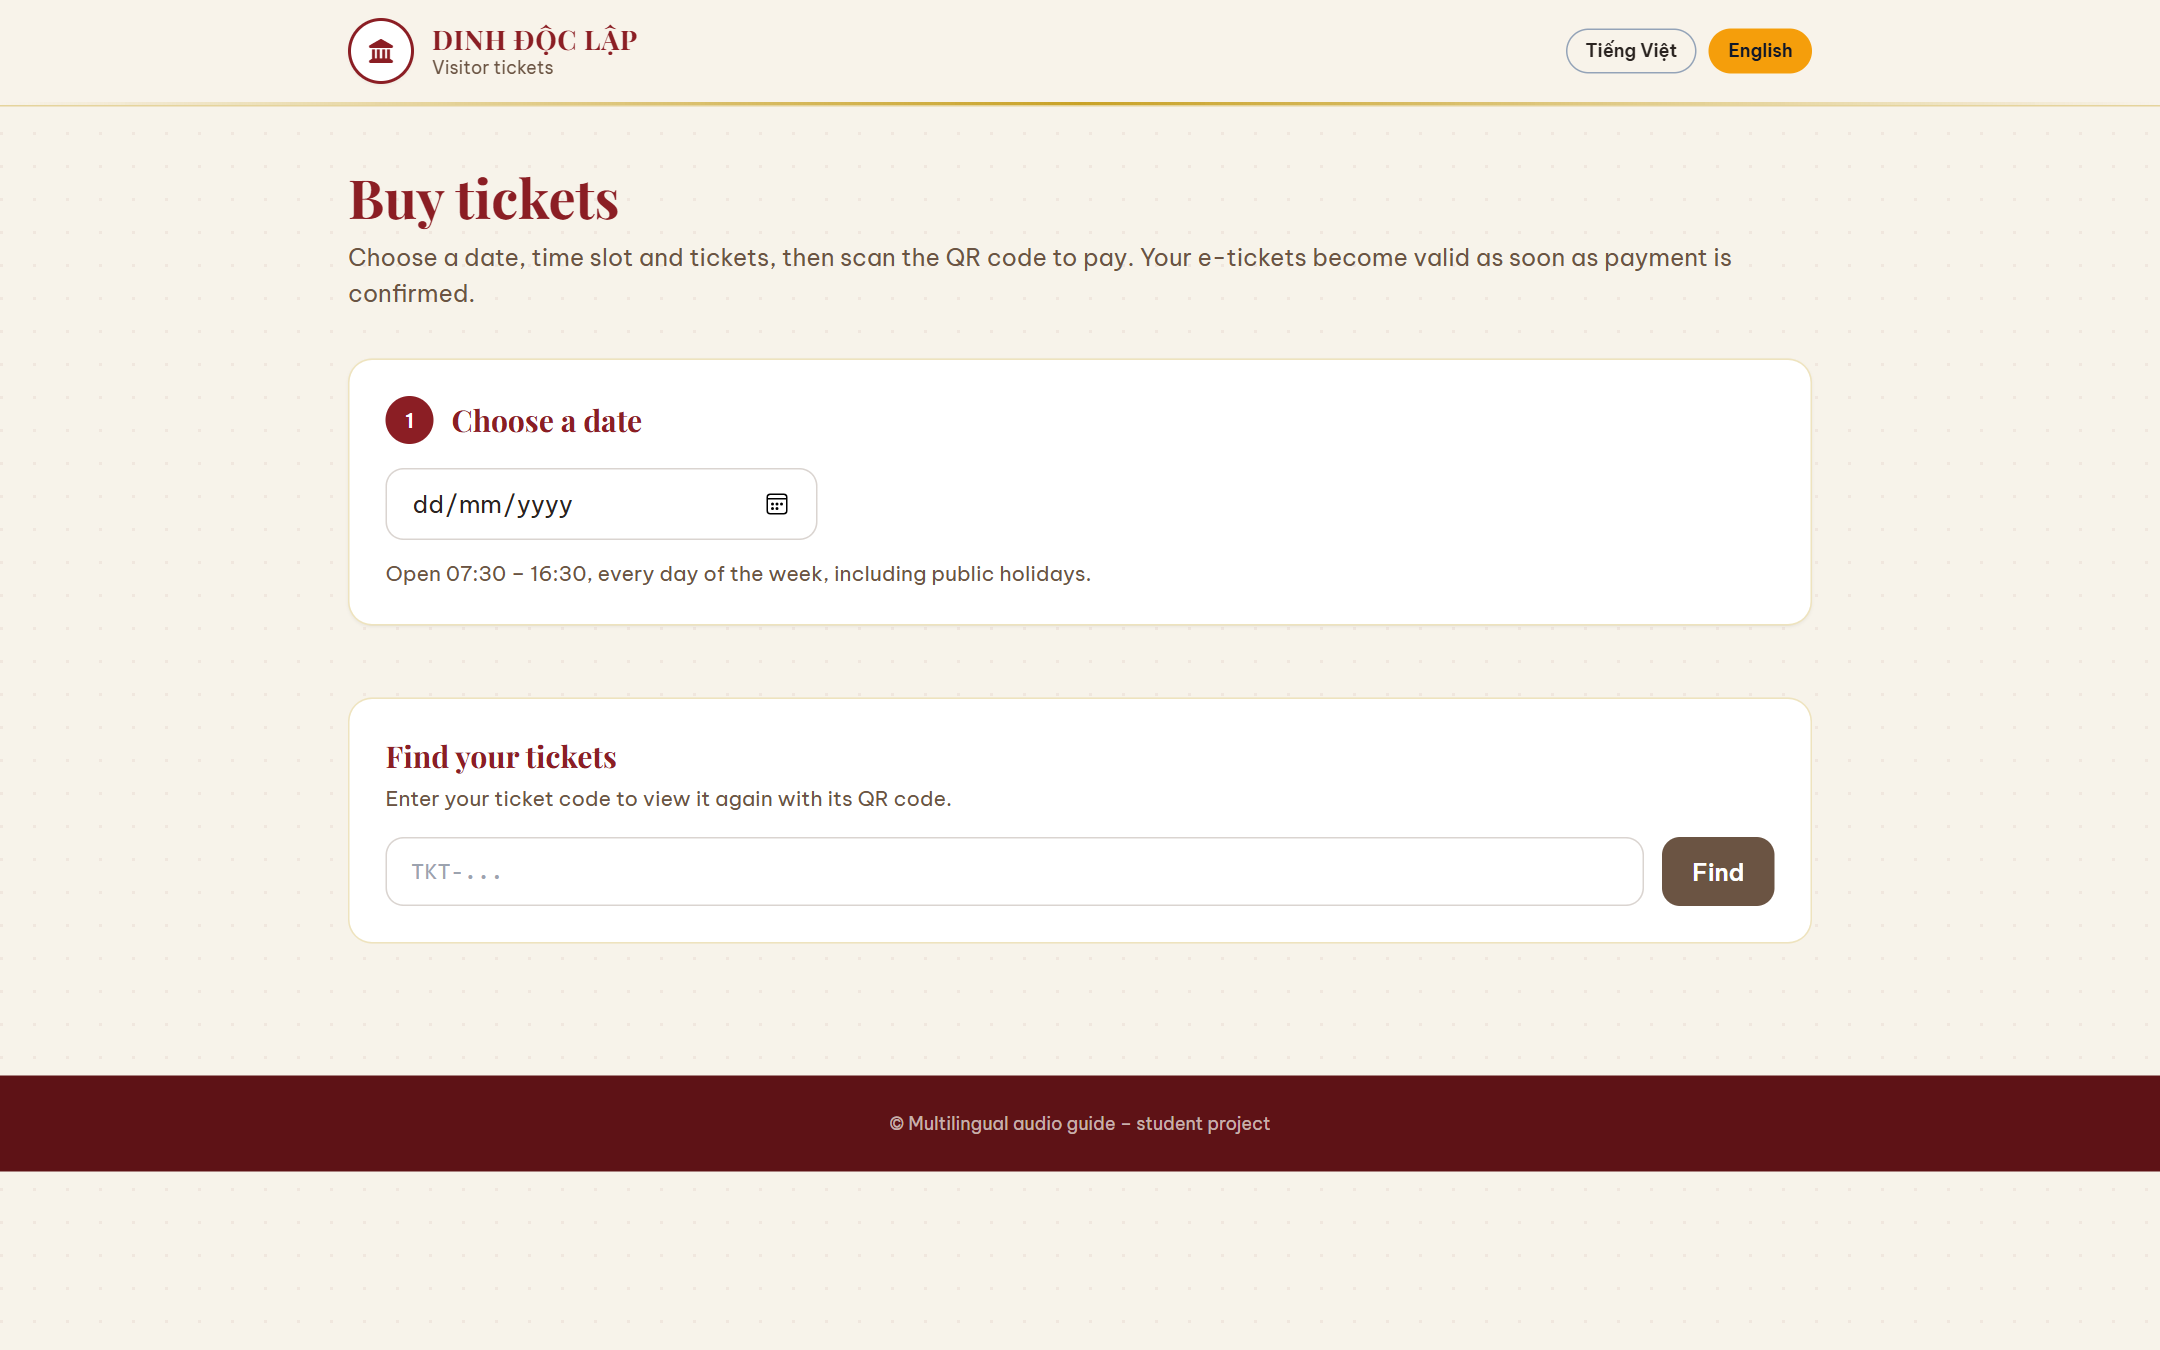 DINH ĐỘC LẬP
Visitor tickets
Tiếng Việt
English
Buy tickets
Choose a date, time slot and tickets, then scan the QR code to pay. Your e-tickets become valid as soon as payment is
confirmed.
1
Choose a date
dd/mm/yyyy
Open 07:30 – 16:30, every day of the week, including public holidays.
Find your tickets
Enter your ticket code to view it again with its QR code.
TKT-...
Find
© Multilingual audio guide – student project